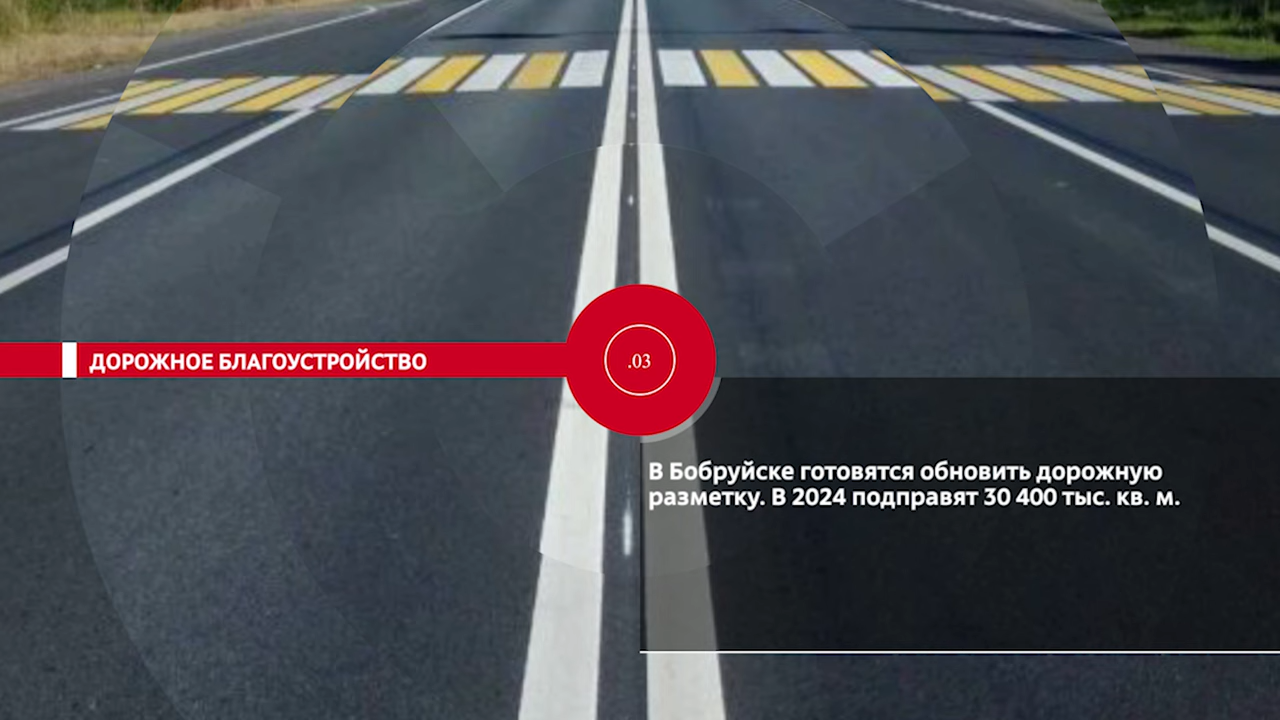 ДОРОЖНОЕ БЛАГОУСТРОЙСТВО
.03
В Бобруйске готовятся обновить дорожную
разметку. В 2024 подправят 30 400 тыс. кв. м.